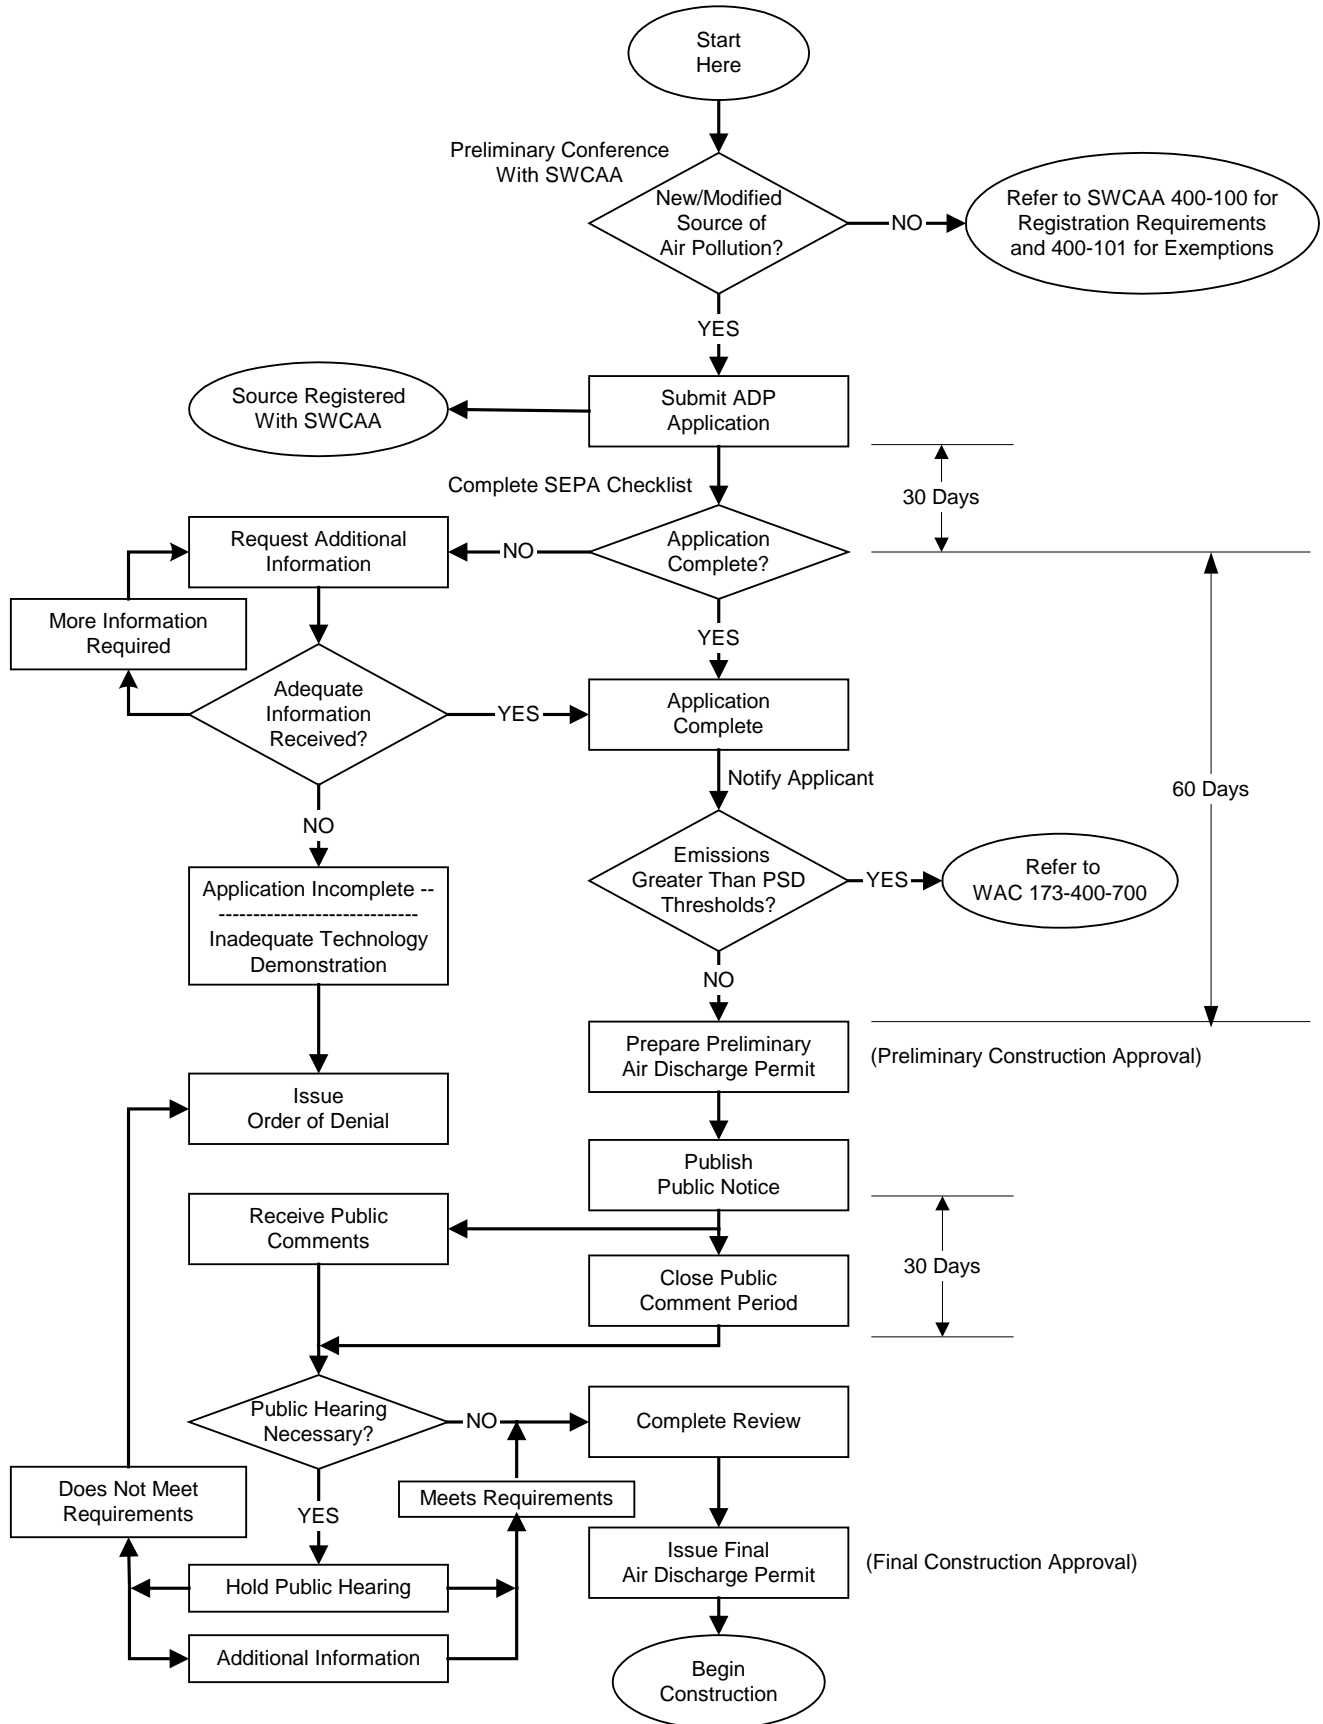 Start
Here
Preliminary Conference
With SWCAA
New/Modified
Source of
Air Pollution?
NO
Refer to SWCAA 400-100 for
Registration Requirements
and 400-101 for Exemptions
YES
Source Registered
With SWCAA
Submit ADP
Application
30 Days
Complete SEPA Checklist
Request Additional
Information
NO
Application
Complete?
More Information
Required
YES
Adequate
Information
Received?
YES
Application
Complete
Notify Applicant
60 Days
NO
Application Incomplete --
-----------------------------
Inadequate Technology
Demonstration
Emissions
Greater Than PSD
Thresholds?
YES
Refer to
WAC 173-400-700
NO
Prepare Preliminary
Air Discharge Permit
(Preliminary Construction Approval)
Issue
Order of Denial
Publish
Public Notice
Receive Public
Comments
Close Public
Comment Period
30 Days
Public Hearing
Necessary?
NO
Complete Review
Does Not Meet
Requirements
YES
Meets Requirements
Hold Public Hearing
Issue Final
Air Discharge Permit
(Final Construction Approval)
Additional Information
Begin
Construction